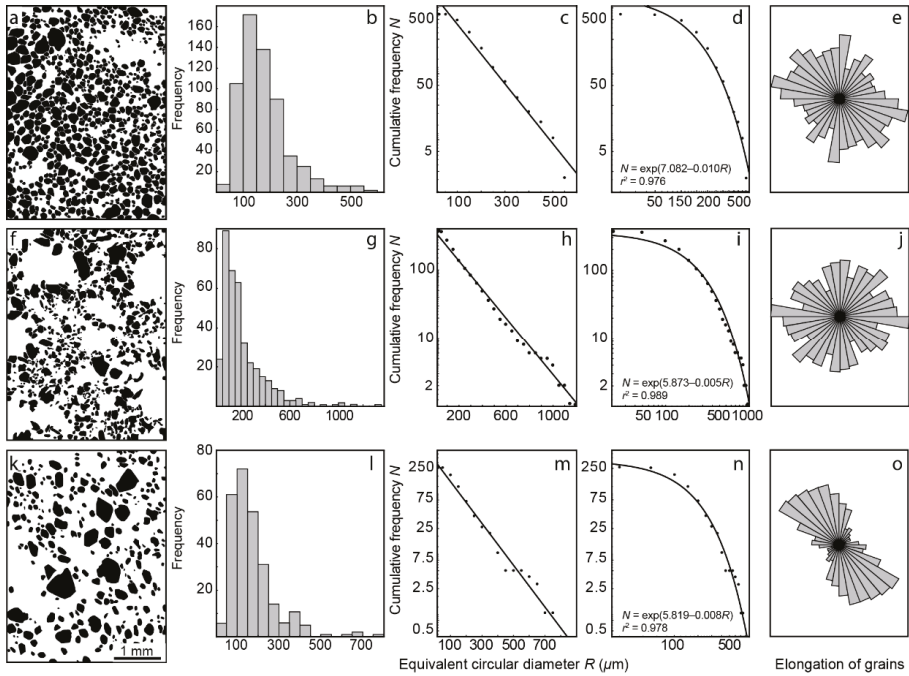 a
b
c
d
e
Frequency
160
140
120
100
80
60
40
20
100 300 500
Cumulative frequency N
500
50
5
100 300 500
500
50
5
N = exp(7.082–0.010R)
r² = 0.976
50 100 150 200 500
f
g
h
i
j
80
60
40
20
200 600 1000
Cumulative frequency N
100
10
2
200 600 1000
100
10
2
N = exp(5.873–0.005R)
r² = 0.989
50 100 500 1000
k
l
m
n
o
1 mm
Frequency
80
60
40
20
100 300 500 700
Cumulative frequency N
250
75
25
7.5
2.5
0.5
100 300 500 700
250
75
25
7.5
2.5
0.5
N = exp(5.819–0.008R)
r² = 0.978
100 500
Equivalent circular diameter R (μm)
Elongation of grains